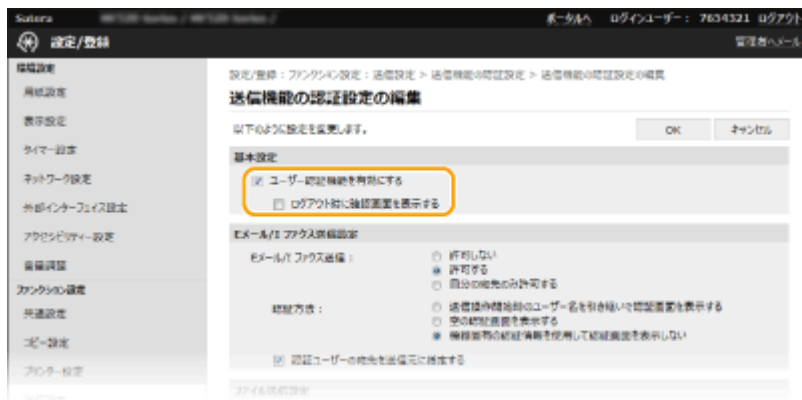 Satera
ポータルへ ログインユーザー： 7654321 ログアウト
設定/登録
管理者へメール
環境設定
用紙設定
表示設定
タイマー設定
ネットワーク設定
外部インターフェイス設定
アクセシビリティー設定
音量調整
ファンクション設定
共通設定
コピー設定
プリンター設定
設定/登録：ファンクション設定：送信設定 > 送信機能の認証設定 > 送信機能の認証設定の編集
送信機能の認証設定の編集
以下のように設定を変更します。
OK
キャンセル
基本設定
ユーザー認証機能を有効にする
ログアウト時に確認画面を表示する
Eメール/I ファクス送信設定
Eメール/I ファクス送信：
許可しない
許可する
自分の宛先のみ許可する
認証方法：
送信操作開始時のユーザー名を引き継いで認証画面を表示する
空の認証画面を表示する
機器固有の認証情報を使用して認証画面を表示しない
認証ユーザーの宛先を送信元に指定する
ファイル送信設定